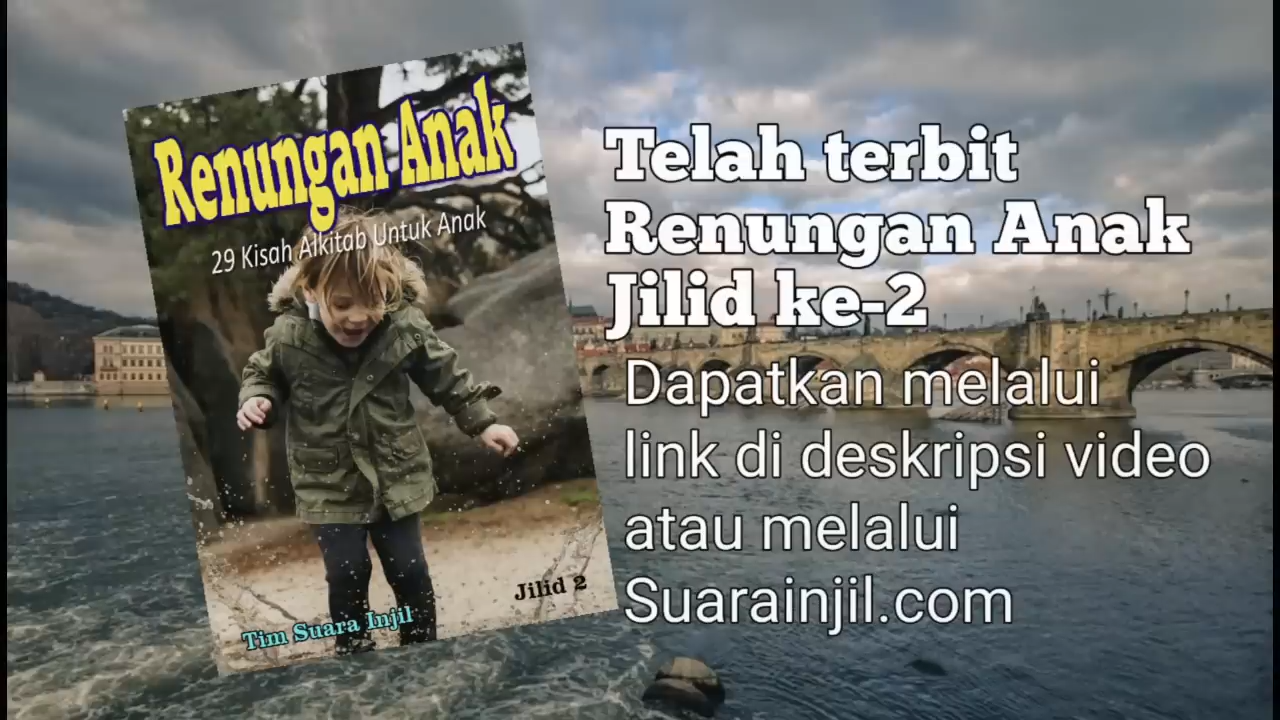 Renungan Anak
29 Kisah Alkitab Untuk Anak
Jilid 2
Tim Suara Injil
Telah terbit
Renungan Anak
Jilid ke-2
Dapatkan melalui
link di deskripsi video
atau melalui
Suarainjil.com